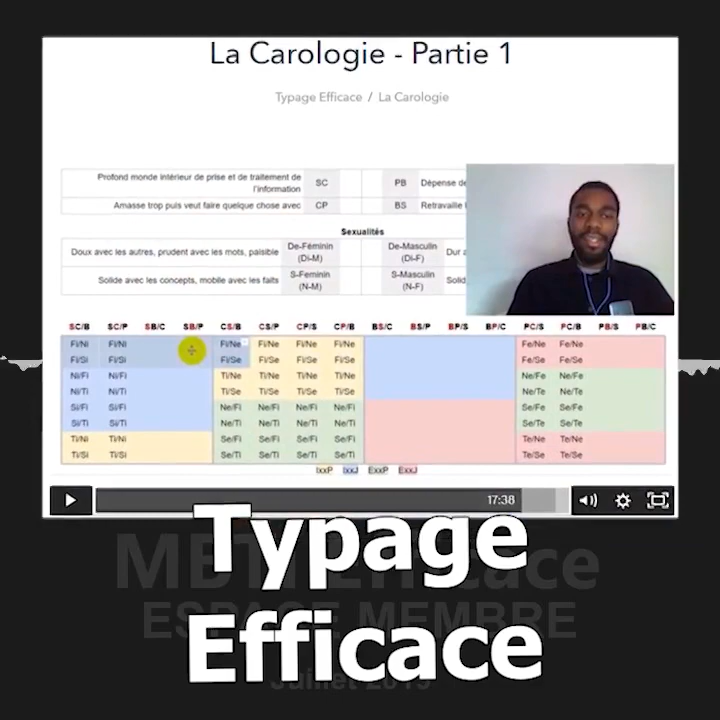 La Carologie - Partie 1
Typage Efficace / La Carologie
Profond monde intérieur de prise et de traitement de l'information SC PB Dépense de
Amasse trop puis veut faire quelque chose avec CP BS Retravaille
Sexualités
Doux avec les autres, prudent avec les mots, paisible De-Féminin (Di-M) De-Masculin (Di-F) Dur a
Solide avec les concepts, mobile avec les faits S-Feminin (N-M) S-Masculin (N-F) Solid
SC/B SC/P SB/C SB/P CS/B CS/P CP/S CP/B BS/C BS/P BP/S BP/C PC/S PC/B PB/S PB/C
Fi/Ni Fi/Ni Fi/Ne Fi/Ne Fi/Ne Fi/Ne Fe/Ne Fe/Ne
Fi/Si Fi/Si Fi/Se Fi/Se Fi/Se Fi/Se Fe/Se Fe/Se
Ni/Fi Ni/Fi Ti/Ne Ti/Ne Ti/Ne Ti/Ne Ne/Fe Ne/Fe
Ni/Ti Ni/Ti Ti/Se Ti/Se Ti/Se Ti/Se Ne/Te Ne/Te
Si/Fi Si/Fi Ne/Fi Ne/Fi Ne/Fi Ne/Fi Se/Fe Se/Fe
Si/Ti Si/Ti Ne/Ti Ne/Ti Ne/Ti Ne/Ti Se/Te Se/Te
Ti/Ni Ti/Ni Se/Fi Se/Fi Se/Fi Se/Fi Te/Ne Te/Ne
Ti/Si Ti/Si Se/Ti Se/Ti Se/Ti Se/Ti Te/Se Te/Se
IxxP IxxJ ExxP ExxJ
17:38
Typage
MBTI Efficace
ESPACE MEMBRE
Efficace